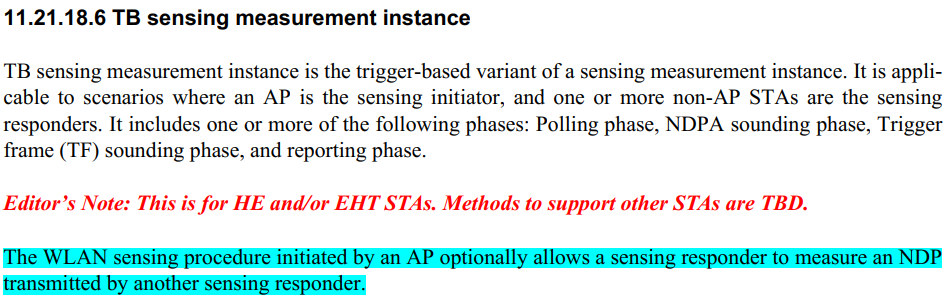 11.21.18.6 TB sensing measurement instance
TB sensing measurement instance is the trigger-based variant of a sensing measurement instance. It is appli-
cable to scenarios where an AP is the sensing initiator, and one or more non-AP STAs are the sensing
responders. It includes one or more of the following phases: Polling phase, NDPA sounding phase, Trigger
frame (TF) sounding phase, and reporting phase.
Editor’s Note: This is for HE and/or EHT STAs. Methods to support other STAs are TBD.
The WLAN sensing procedure initiated by an AP optionally allows a sensing responder to measure an NDP
transmitted by another sensing responder.